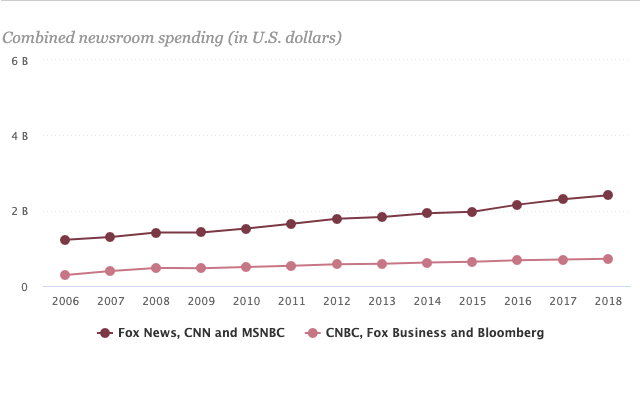 Combined newsroom spending (in U.S. dollars)
6 B
4 B
2 B
0
2006 2007 2008 2009 2010 2011 2012 2013 2014 2015 2016 2017 2018
Fox News, CNN and MSNBC CNBC, Fox Business and Bloomberg